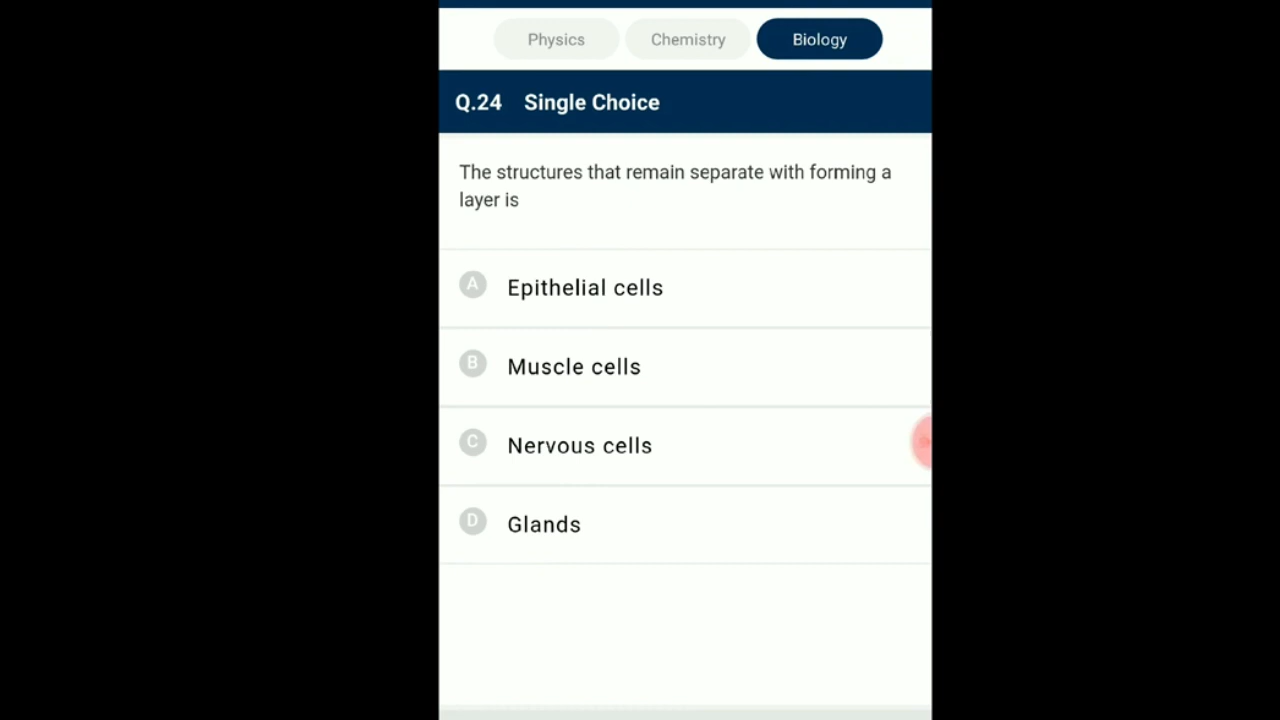 Physics Chemistry Biology
Q.24 Single Choice
The structures that remain separate with forming a
layer is
A Epithelial cells
B Muscle cells
C Nervous cells
D Glands